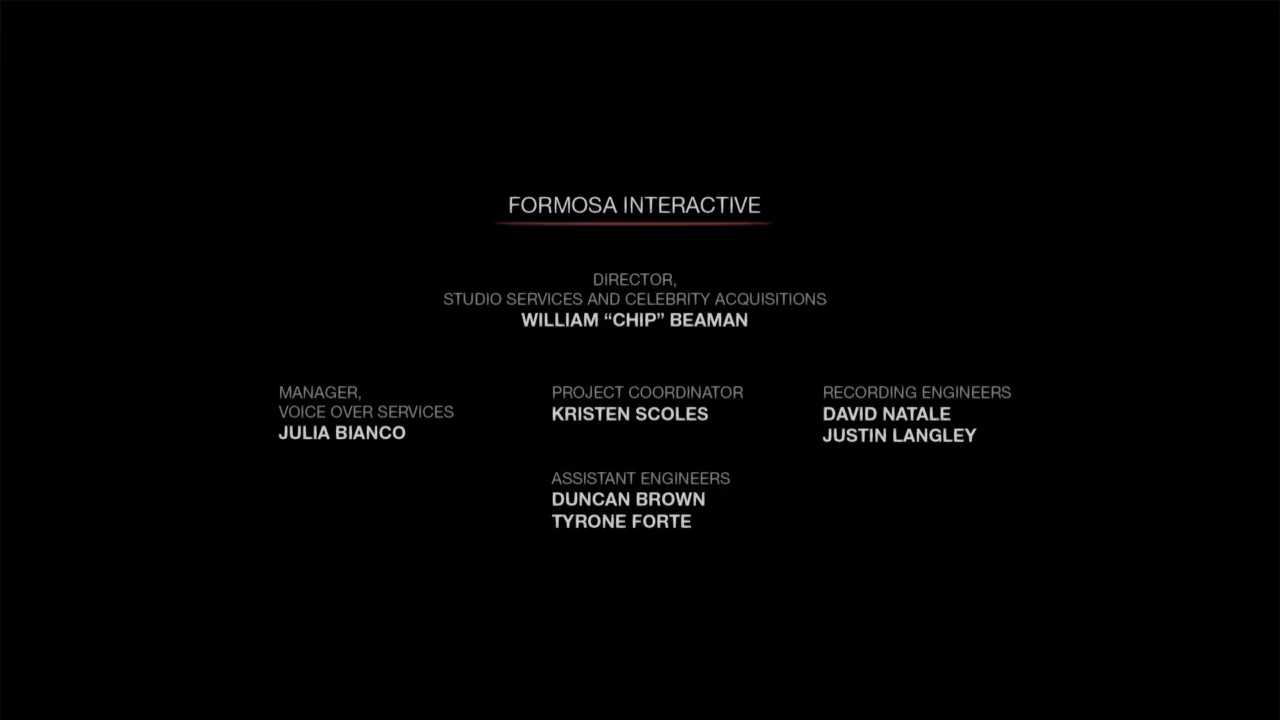 FORMOSA INTERACTIVE
DIRECTOR,
STUDIO SERVICES AND CELEBRITY ACQUISITIONS
WILLIAM “CHIP” BEAMAN
MANAGER,
VOICE OVER SERVICES
JULIA BIANCO
PROJECT COORDINATOR
KRISTEN SCOLES
RECORDING ENGINEERS
DAVID NATALE
JUSTIN LANGLEY
ASSISTANT ENGINEERS
DUNCAN BROWN
TYRONE FORTE